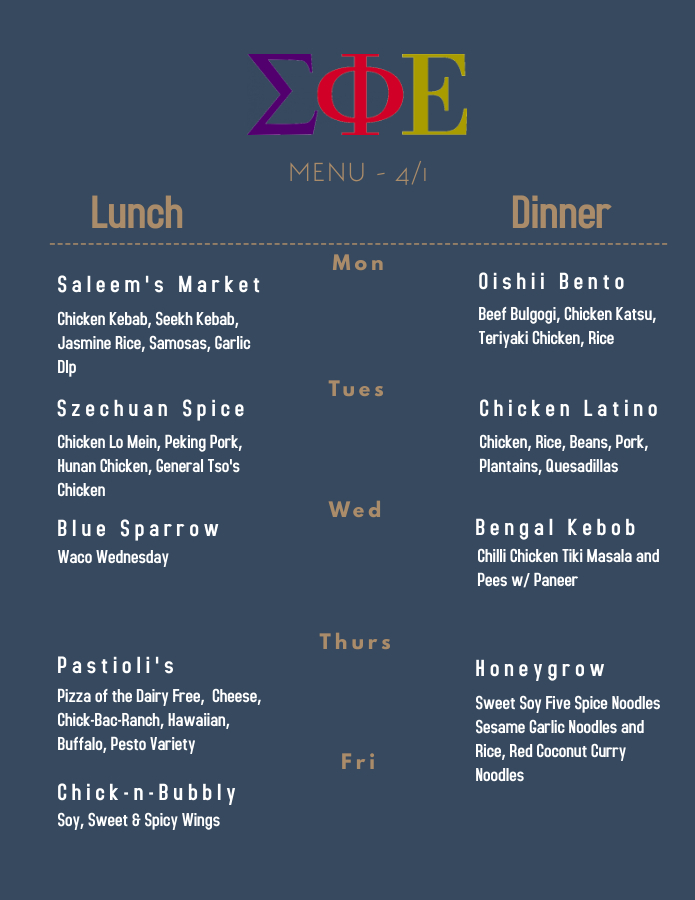 ΣΦΕ
MENU - 4/1
Lunch
Dinner
Mon
Saleem's Market
Chicken Kebab, Seekh Kebab,
Jasmine Rice, Samosas, Garlic
DIp
Oishii Bento
Beef Bulgogi, Chicken Katsu,
Teriyaki Chicken, Rice
Tues
Szechuan Spice
Chicken Lo Mein, Peking Pork,
Hunan Chicken, General Tso's
Chicken
Chicken Latino
Chicken, Rice, Beans, Pork,
Plantains, Quesadillas
Wed
Blue Sparrow
Waco Wednesday
Bengal Kebob
Chilli Chicken Tiki Masala and
Pees w/ Paneer
Thurs
Pastioli's
Pizza of the Dairy Free, Cheese,
Chick-Bac-Ranch, Hawaiian,
Buffalo, Pesto Variety
Honeygrow
Sweet Soy Five Spice Noodles
Sesame Garlic Noodles and
Rice, Red Coconut Curry
Noodles
Fri
Chick-n-Bubbly
Soy, Sweet & Spicy Wings